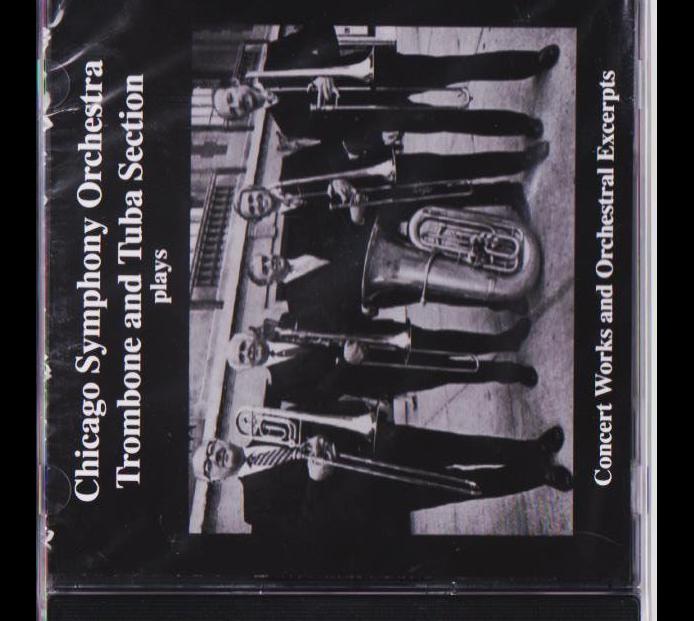 Chicago Symphony Orchestra
Trombone and Tuba Section
plays
Concert Works and Orchestral Excerpts